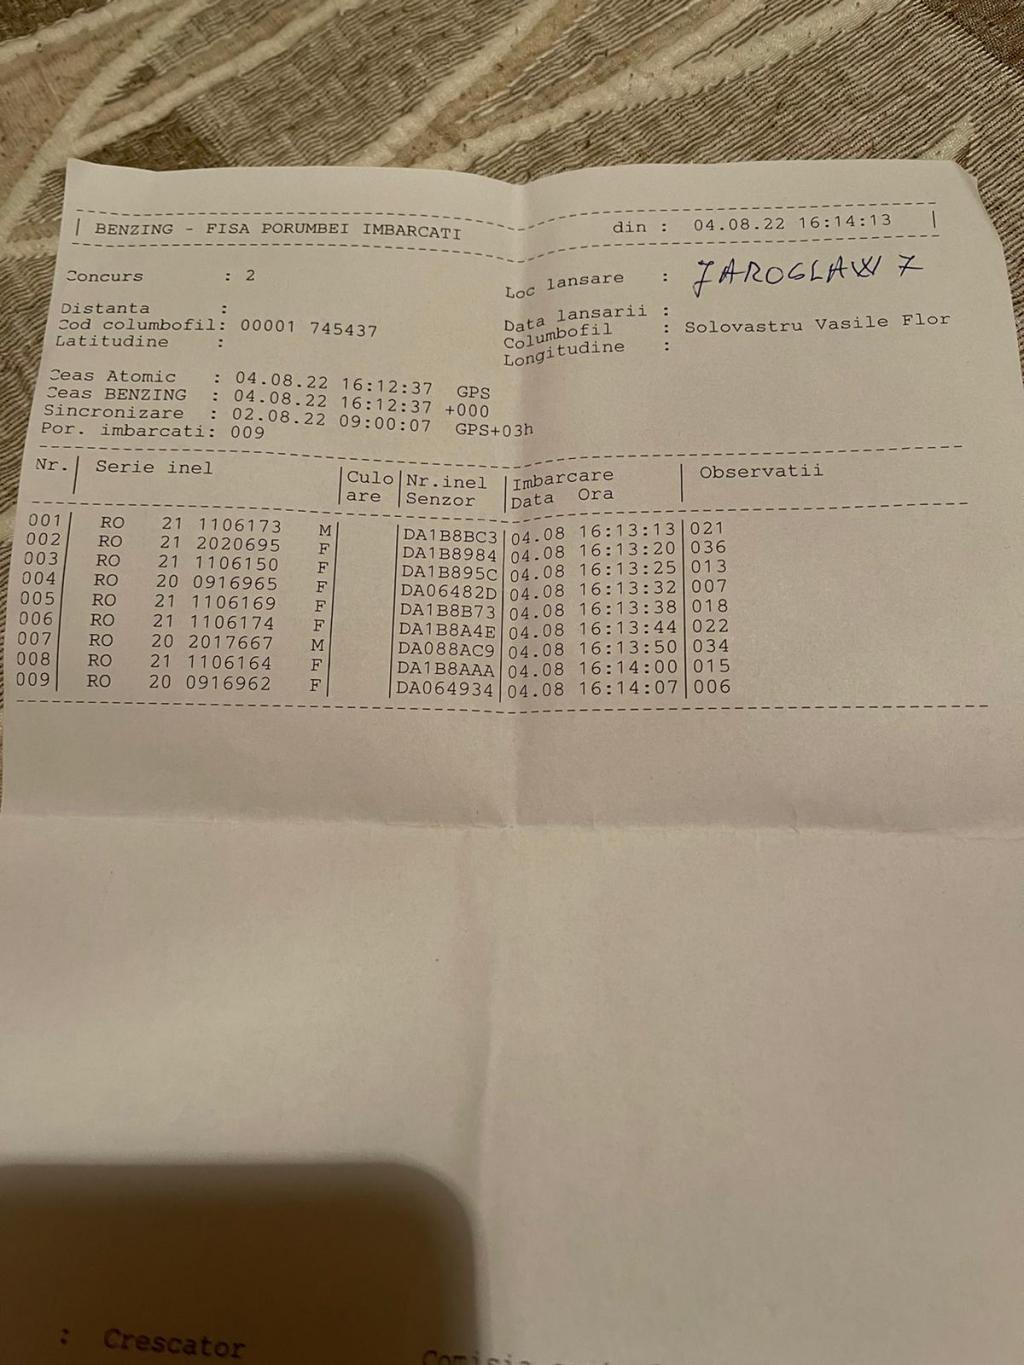 BENZING - FISA PORUMBEI IMBARCATI din : 04.08.22 16:14:13
Concurs : 2 Loc lansare : JAROGLAW 7
Distanta : Data lansarii :
Cod columbofil: 00001 745437 Columbofil : Solovastru Vasile Flor
Latitudine : Longitudine :
Ceas Atomic : 04.08.22 16:12:37 GPS
Ceas BENZING : 04.08.22 16:12:37 +000
Sincronizare : 02.08.22 09:00:07 GPS+03h
Por. imbarcati: 009
Nr.| Serie inel |Culo|Nr.inel |Imbarcare | Observatii
|are |Senzor |Data Ora |
001| RO 21 1106173 M| |DA1B8BC3|04.08 16:13:13|021
002| RO 21 2020695 F| |DA1B8984|04.08 16:13:20|036
003| RO 21 1106150 F| |DA1B895C|04.08 16:13:25|013
004| RO 20 0916965 F| |DA06482D|04.08 16:13:32|007
005| RO 21 1106169 F| |DA1B8B73|04.08 16:13:38|018
006| RO 21 1106174 F| |DA1B8A4E|04.08 16:13:44|022
007| RO 20 2017667 M| |DA088AC9|04.08 16:13:50|034
008| RO 21 1106164 F| |DA1B8AAA|04.08 16:14:00|015
009| RO 20 0916962 F| |DA064934|04.08 16:14:07|006
: Crescator